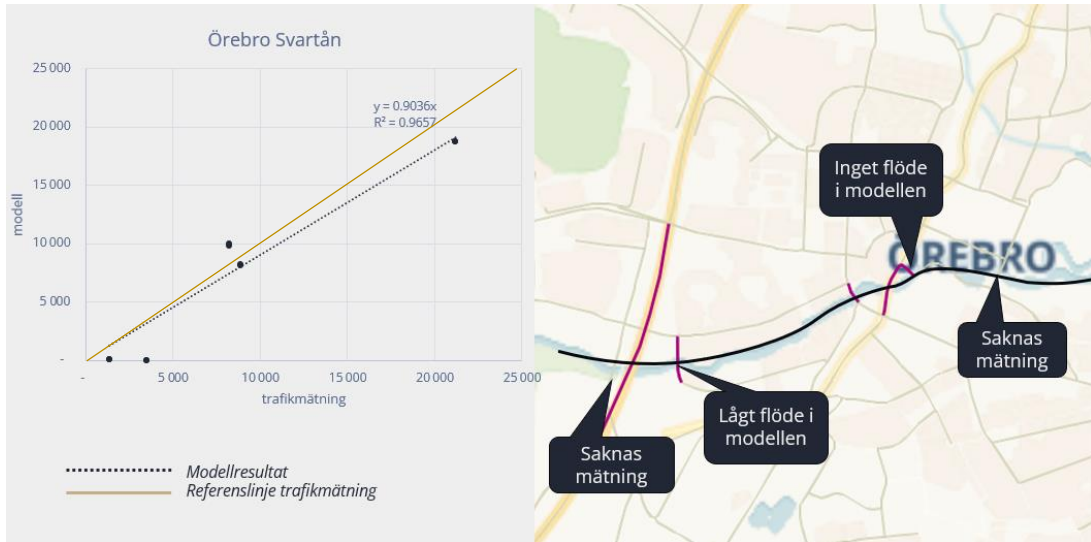 Örebro Svartån
25 000
20 000
15 000
10 000
5 000
-
modell
y = 0.9036x
R² = 0.9657
-
5 000
10 000
15 000
20 000
25 000
trafikmätning
Modellresultat
Referenslinje trafikmätning
Inget flöde
i modellen
ÖREBRO
Saknas
mätning
Lågt flöde i
modellen
Saknas
mätning